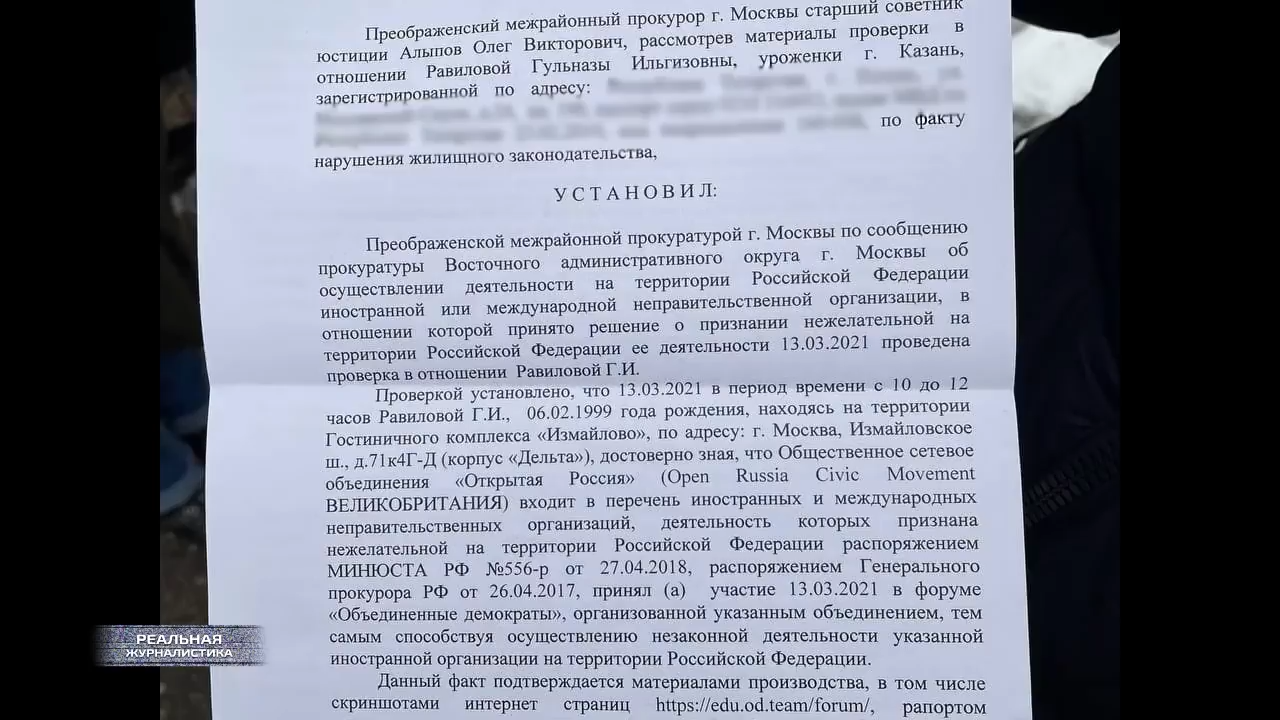 Преображенский межрайонный прокурор г. Москвы старший советник
юстиции Алыпов Олег Викторович, рассмотрев материалы проверки в
отношении Равиловой Гульназы Ильгизовны, уроженки г. Казань,
зарегистрированной по адресу:
по факту
нарушения жилищного законодательства,
УСТАНОВИЛ:
Преображенской межрайонной прокуратурой г. Москвы по сообщению
прокуратуры Восточного административного округа г. Москвы об
осуществлении деятельности на территории Российской Федерации
иностранной или международной неправительственной организации, в
отношении которой принято решение о признании нежелательной на
территории Российской Федерации ее деятельности 13.03.2021 проведена
проверка в отношении Равиловой Г.И.
Проверкой установлено, что 13.03.2021 в период времени с 10 до 12
часов Равиловой Г.И., 06.02.1999 года рождения, находясь на территории
Гостиничного комплекса «Измайлово», по адресу: г. Москва, Измайловское
ш., д.71к4Г-Д (корпус «Дельта»), достоверно зная, что Общественное сетевое
объединения «Открытая Россия» (Open Russia Civic Movement
ВЕЛИКОБРИТАНИЯ) входит в перечень иностранных и международных
неправительственных организаций, деятельность которых признана
нежелательной на территории Российской Федерации распоряжением
МИНЮСТА РФ №556-р от 27.04.2018, распоряжением Генерального
прокурора РФ от 26.04.2017, принял (а) участие 13.03.2021 в форуме
«Объединенные демократы», организованной указанным объединением, тем
самым способствуя осуществлению незаконной деятельности указанной
иностранной организации на территории Российской Федерации.
Данный факт подтверждается материалами производства, в том числе
скриншотами интернет страниц https://edu.od.team/forum/, рапортом
РЕАЛЬНАЯ
ЖУРНАЛИСТИКА